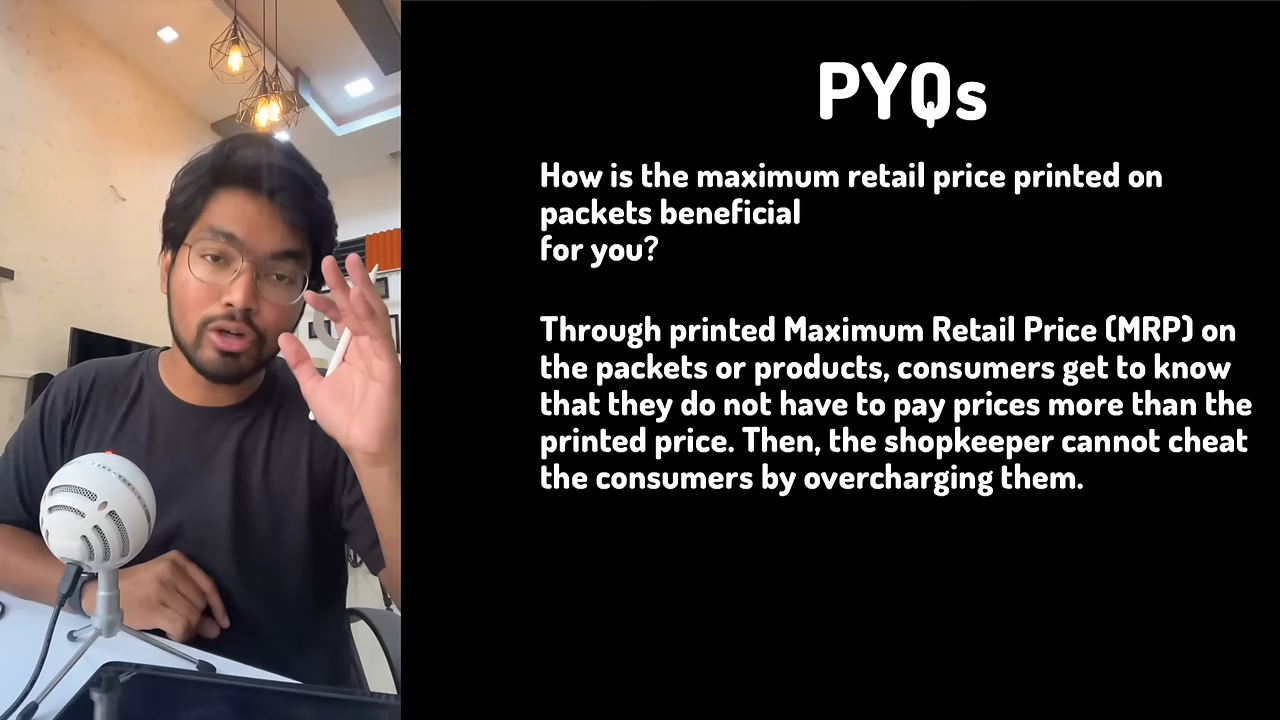 PYQs
How is the maximum retail price printed on
packets beneficial
for you?
Through printed Maximum Retail Price (MRP) on
the packets or products, consumers get to know
that they do not have to pay prices more than the
printed price. Then, the shopkeeper cannot cheat
the consumers by overcharging them.